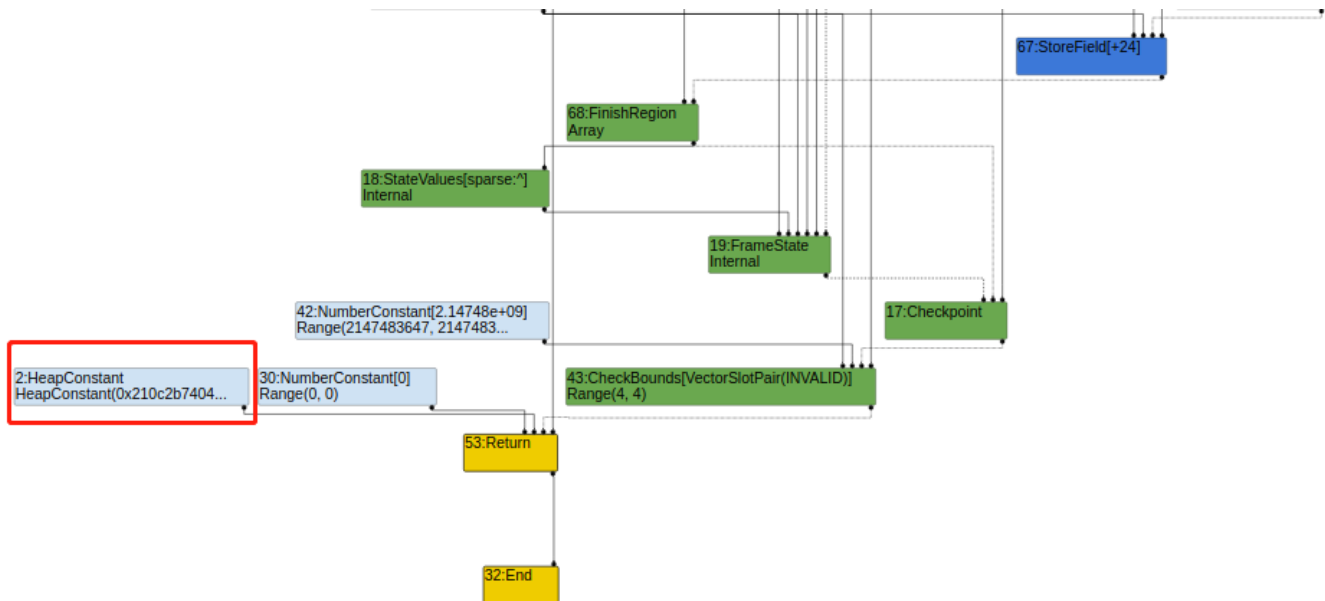 67:StoreField[+24]
68:FinishRegion
Array
18:StateValues[sparse:^]
Internal
19:FrameState
Internal
42:NumberConstant[2.14748e+09]
Range(2147483647, 2147483...
17:Checkpoint
2:HeapConstant
HeapConstant(0x210c2b7404...
30:NumberConstant[0]
Range(0, 0)
43:CheckBounds[VectorSlotPair(INVALID)]
Range(4, 4)
53:Return
32:End